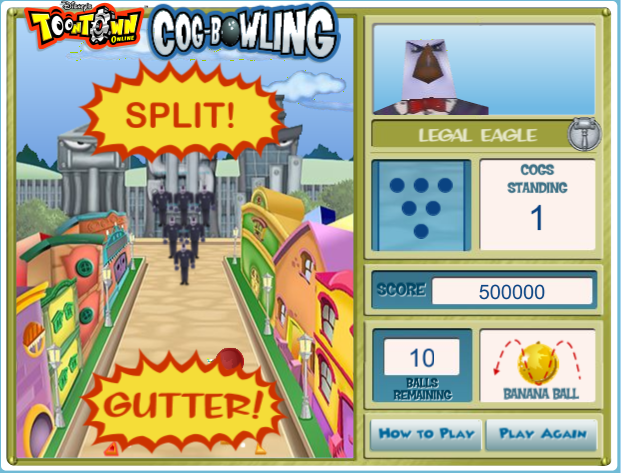 Disney's
TOONTOWN
ONLINE
COG-BOWLING
SPLIT!
GUTTER!
LEGAL EAGLE
COGS
STANDING
1
SCORE 500000
10
BALLS
REMAINING
BANANA BALL
HOW TO PLAY
PLAY AGAIN